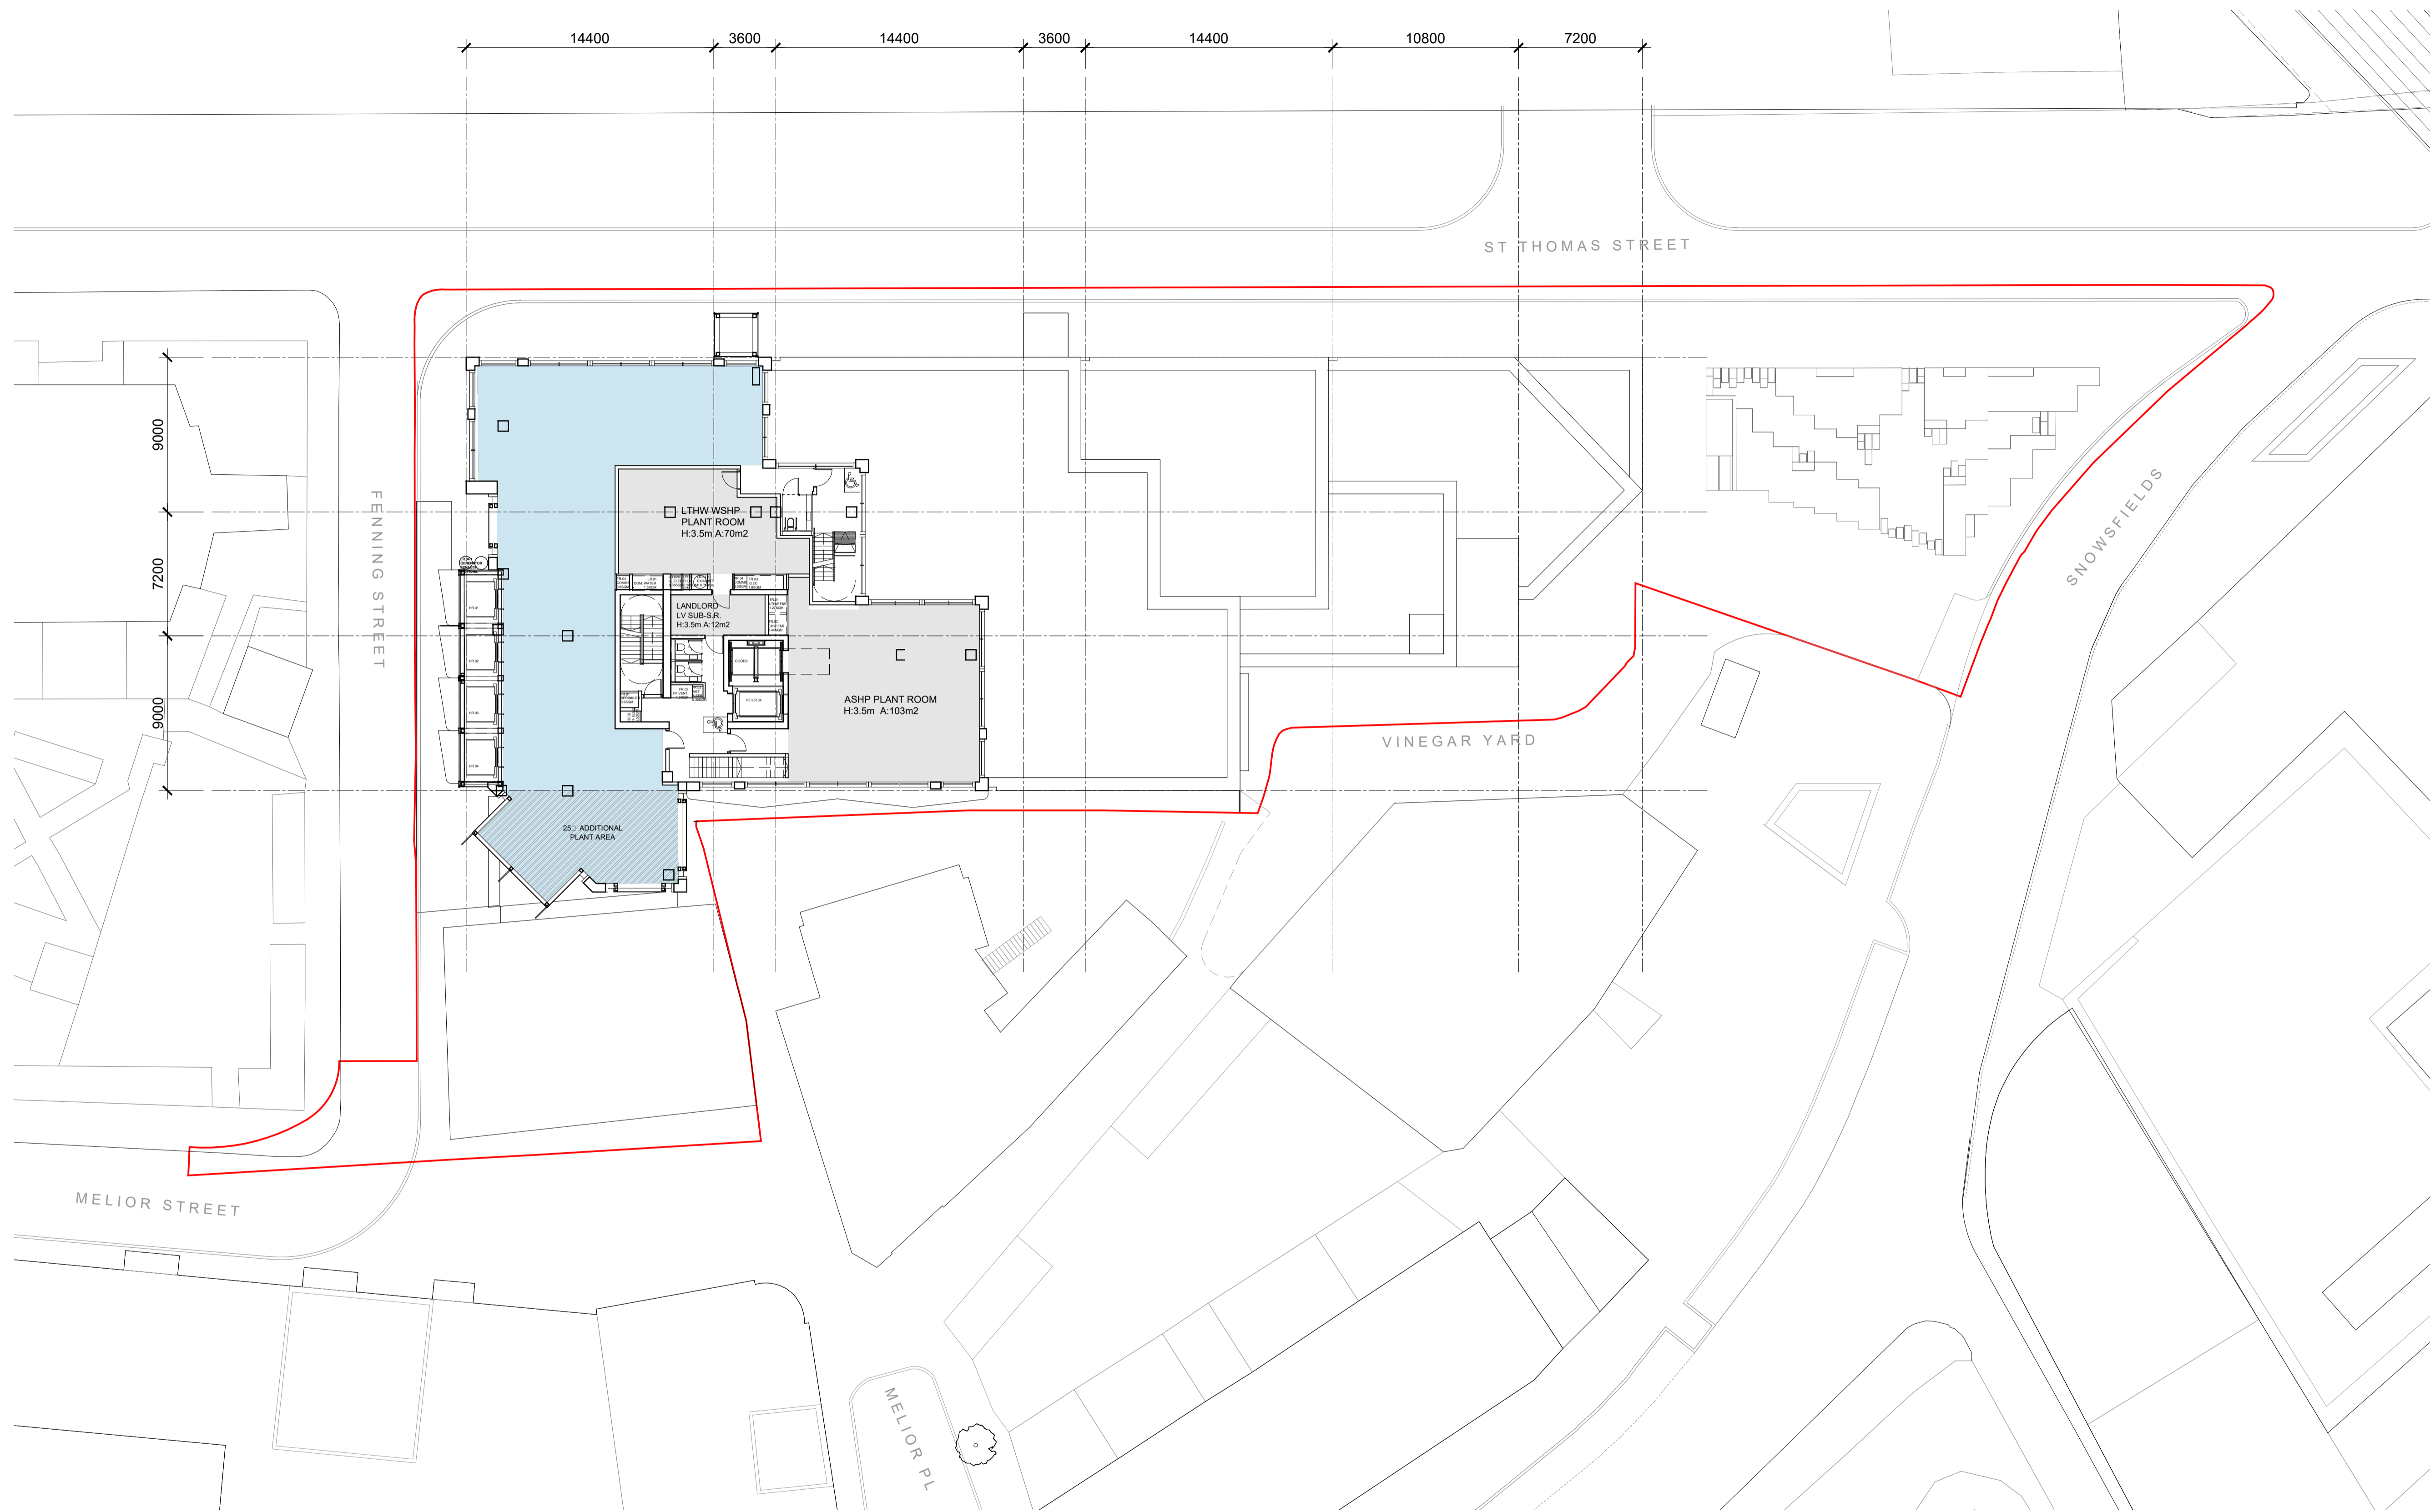 14400
3600
14400
3600
14400
10800
7200
ST THOMAS STREET
9000
7200
9000
FENNING STREET
SNOWSFIELDS
LTHW WSHP
PLANT ROOM
H:3.5m A:70m2
LANDLORD
LV SUB-S.R.
H:3.5m A:12m2
GOODS
ASHP PLANT ROOM
H:3.5m A:103m2
VINEGAR YARD
25□ ADDITIONAL
PLANT AREA
MELIOR STREET
MELIOR PL